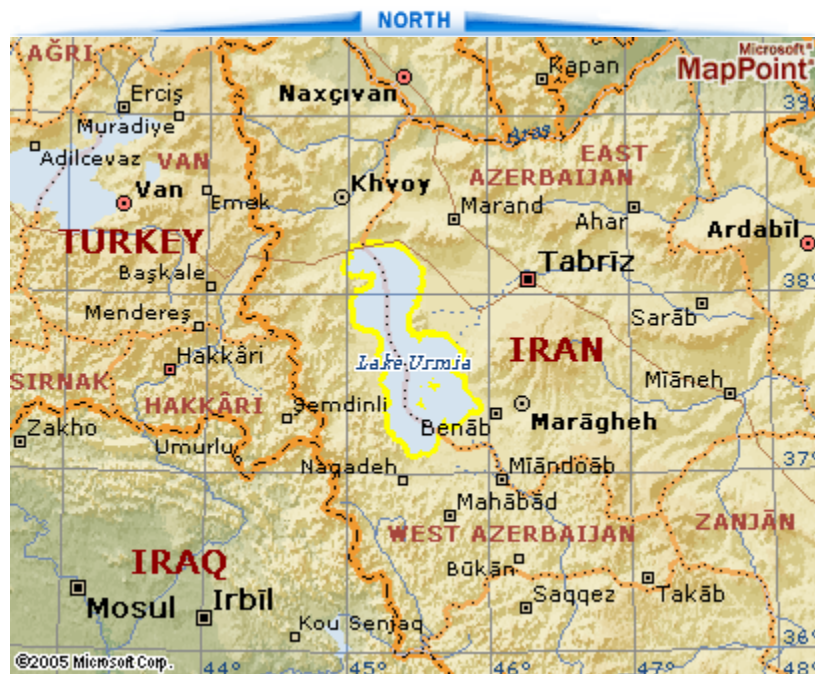 NORTH
AĞRI
Microsoft®
MapPoint®
Kapan
Naxçıvan
Erciş
39°
Muradiye
Aras
Adilcevaz
VAN
EAST
AZERBAIJAN
Khvoy
Van
Emek
Marand
Ahar
Ardabīl
TURKEY
Tabrīz
Başkale
38°
Mendereş
Sarāb
IRAN
Hakkâri
Lake Urmia
SIRNAK
Mīāneh
HAKKÂRI
Şemdinli
Marāgheh
Benāb
Zakho
Umurlu
37°
Naqadeh
Mīāndoāb
Mahābād
WEST AZERBAIJAN
ZANJĀN
IRAQ
Būkān
Mosul
Irbīl
Saqqez
Takāb
Kou Senjaq
36°
©2005 Microsoft Corp.
44°
45°
46°
47°
48°